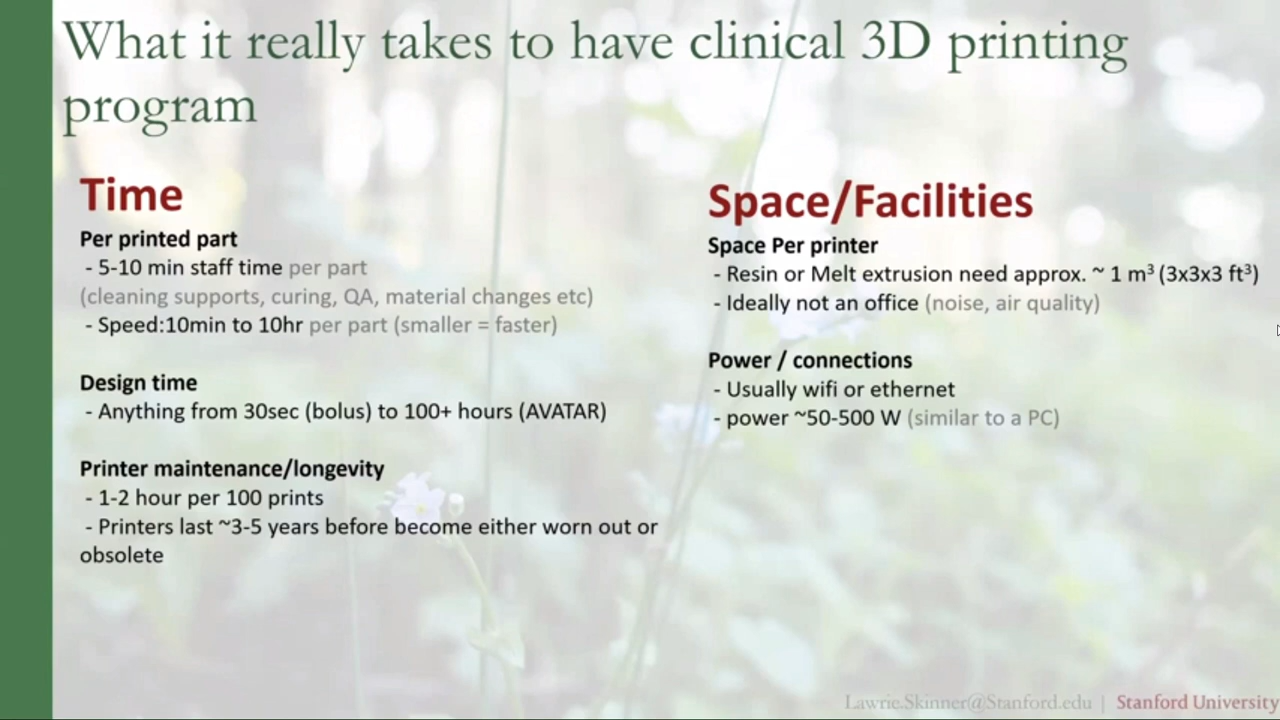 What it really takes to have clinical 3D printing
program
Time
Per printed part
- 5-10 min staff time per part
(cleaning supports, curing, QA, material changes etc)
- Speed:10min to 10hr per part (smaller = faster)
Design time
- Anything from 30sec (bolus) to 100+ hours (AVATAR)
Printer maintenance/longevity
- 1-2 hour per 100 prints
- Printers last ~3-5 years before become either worn out or
obsolete
Space/Facilities
Space Per printer
- Resin or Melt extrusion need approx. ~ 1 m³ (3x3x3 ft³)
- Ideally not an office (noise, air quality)
Power / connections
- Usually wifi or ethernet
- power ~50-500 W (similar to a PC)
Lawrie.Skinner@Stanford.edu | Stanford University